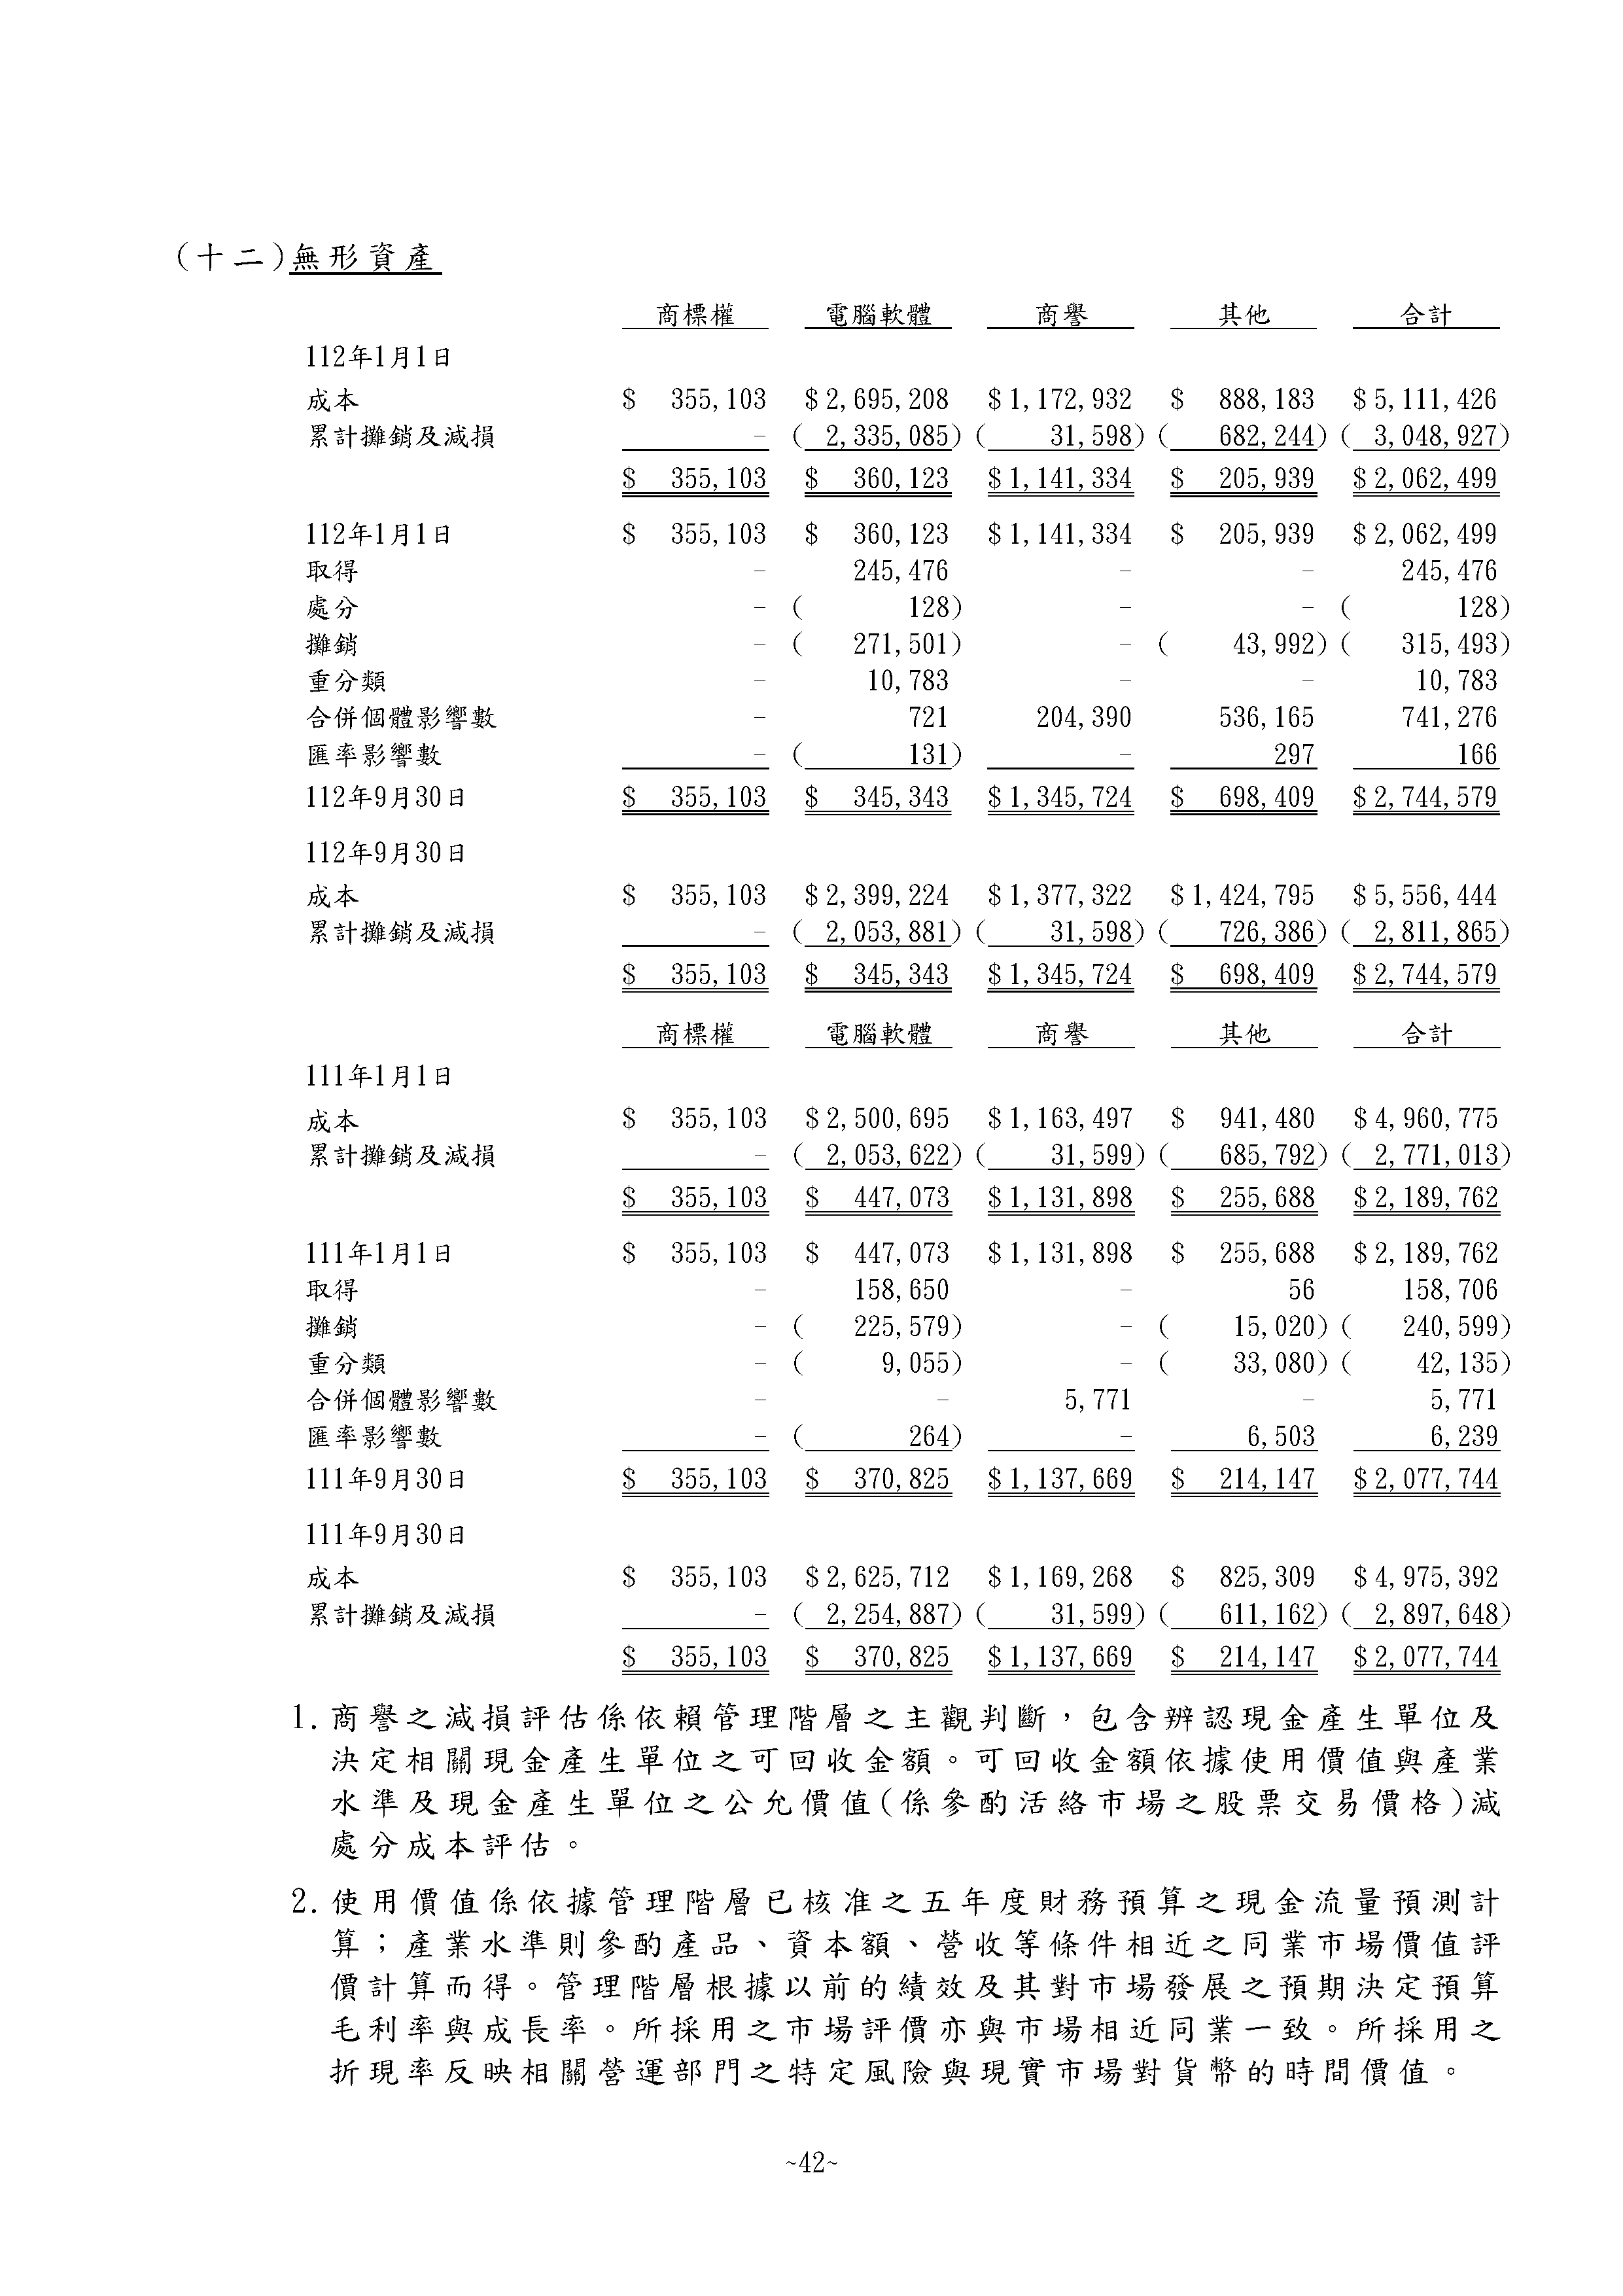 (十二)無形資產
商標權 電腦軟體 商譽 其他 合計
112年1月1日
成本 $ 355,103 $2,695,208 $1,172,932 $ 888,183 $5,111,426
累計攤銷及減損 - ( 2,335,085) ( 31,598) ( 682,244) ( 3,048,927)
$ 355,103 $ 360,123 $1,141,334 $ 205,939 $2,062,499
112年1月1日 $ 355,103 $ 360,123 $1,141,334 $ 205,939 $2,062,499
取得 - 245,476 - - 245,476
處分 - ( 128) - - ( 128)
攤銷 - ( 271,501) - ( 43,992) ( 315,493)
重分類 - 10,783 - - 10,783
合併個體影響數 - 721 204,390 536,165 741,276
匯率影響數 - ( 131) - 297 166
112年9月30日 $ 355,103 $ 345,343 $1,345,724 $ 698,409 $2,744,579
112年9月30日
成本 $ 355,103 $2,399,224 $1,377,322 $1,424,795 $5,556,444
累計攤銷及減損 - ( 2,053,881) ( 31,598) ( 726,386) ( 2,811,865)
$ 355,103 $ 345,343 $1,345,724 $ 698,409 $2,744,579
商標權 電腦軟體 商譽 其他 合計
111年1月1日
成本 $ 355,103 $2,500,695 $1,163,497 $ 941,480 $4,960,775
累計攤銷及減損 - ( 2,053,622) ( 31,599) ( 685,792) ( 2,771,013)
$ 355,103 $ 447,073 $1,131,898 $ 255,688 $2,189,762
111年1月1日 $ 355,103 $ 447,073 $1,131,898 $ 255,688 $2,189,762
取得 - 158,650 - 56 158,706
攤銷 - ( 225,579) - ( 15,020) ( 240,599)
重分類 - ( 9,055) - ( 33,080) ( 42,135)
合併個體影響數 - - 5,771 - 5,771
匯率影響數 - ( 264) - 6,503 6,239
111年9月30日 $ 355,103 $ 370,825 $1,137,669 $ 214,147 $2,077,744
111年9月30日
成本 $ 355,103 $2,625,712 $1,169,268 $ 825,309 $4,975,392
累計攤銷及減損 - ( 2,254,887) ( 31,599) ( 611,162) ( 2,897,648)
$ 355,103 $ 370,825 $1,137,669 $ 214,147 $2,077,744
1.商譽之減損評估係依賴管理階層之主觀判斷，包含辨認現金產生單位及
決定相關現金產生單位之可回收金額。可回收金額依據使用價值與產業
水準及現金產生單位之公允價值(係參酌活絡市場之股票交易價格)減
處分成本評估。
2.使用價值係依據管理階層已核准之五年度財務預算之現金流量預測計
算；產業水準則參酌產品、資本額、營收等條件相近之同業市場價值評
價計算而得。管理階層根據以前的績效及其對市場發展之預期決定預算
毛利率與成長率。所採用之市場評價亦與市場相近同業一致。所採用之
折現率反映相關營運部門之特定風險與現實市場對貨幣的時間價值。
~42~